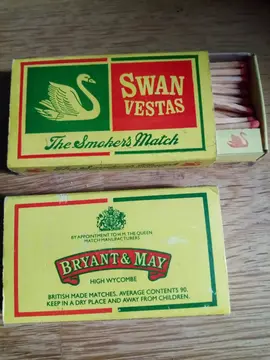 SWAN
VESTAS
The Smoker's Match
BY APPOINTMENT TO H.M. THE QUEEN
MATCH MANUFACTURERS
BRYANT & MAY
HIGH WYCOMBE
BRITISH MADE MATCHES, AVERAGE CONTENTS 90.
KEEP IN A DRY PLACE AND AWAY FROM CHILDREN.